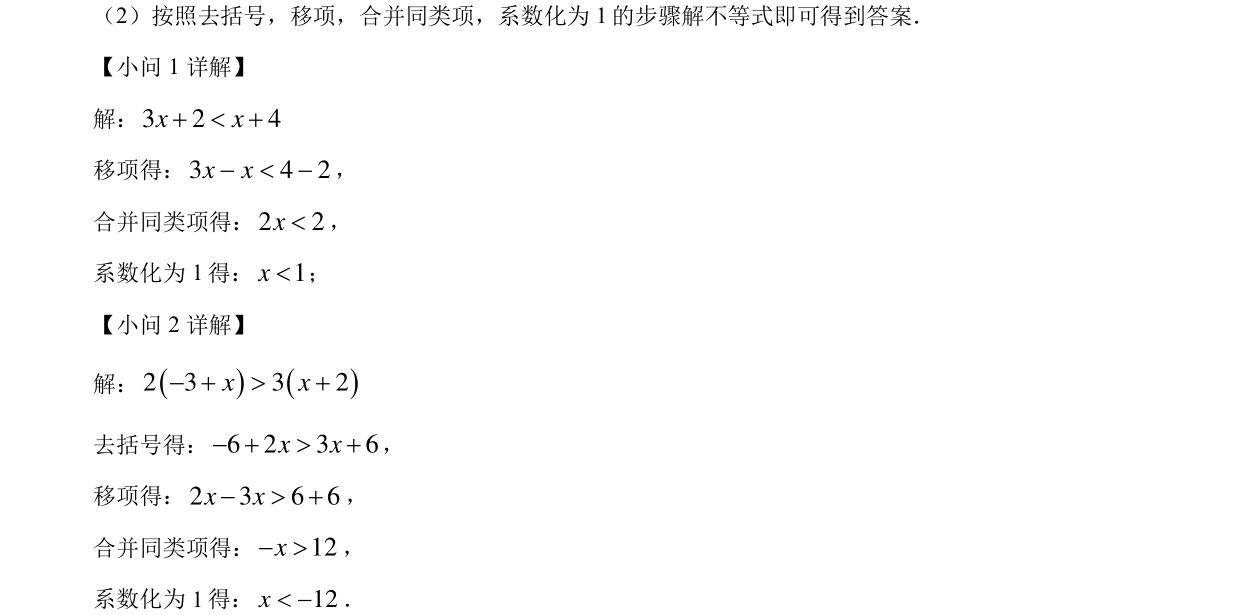 （2）按照去括号，移项，合并同类项，系数化为 1 的步骤解不等式即可得到答案．
【小问 1 详解】
解：3x+2<x+4
移项得：3x−x<4−2，
合并同类项得：2x<2，
系数化为 1 得：x<1；
【小问 2 详解】
解：2(−3+x)>3(x+2)
去括号得：−6+2x>3x+6，
移项得：2x−3x>6+6，
合并同类项得：−x>12，
系数化为 1 得：x<−12．